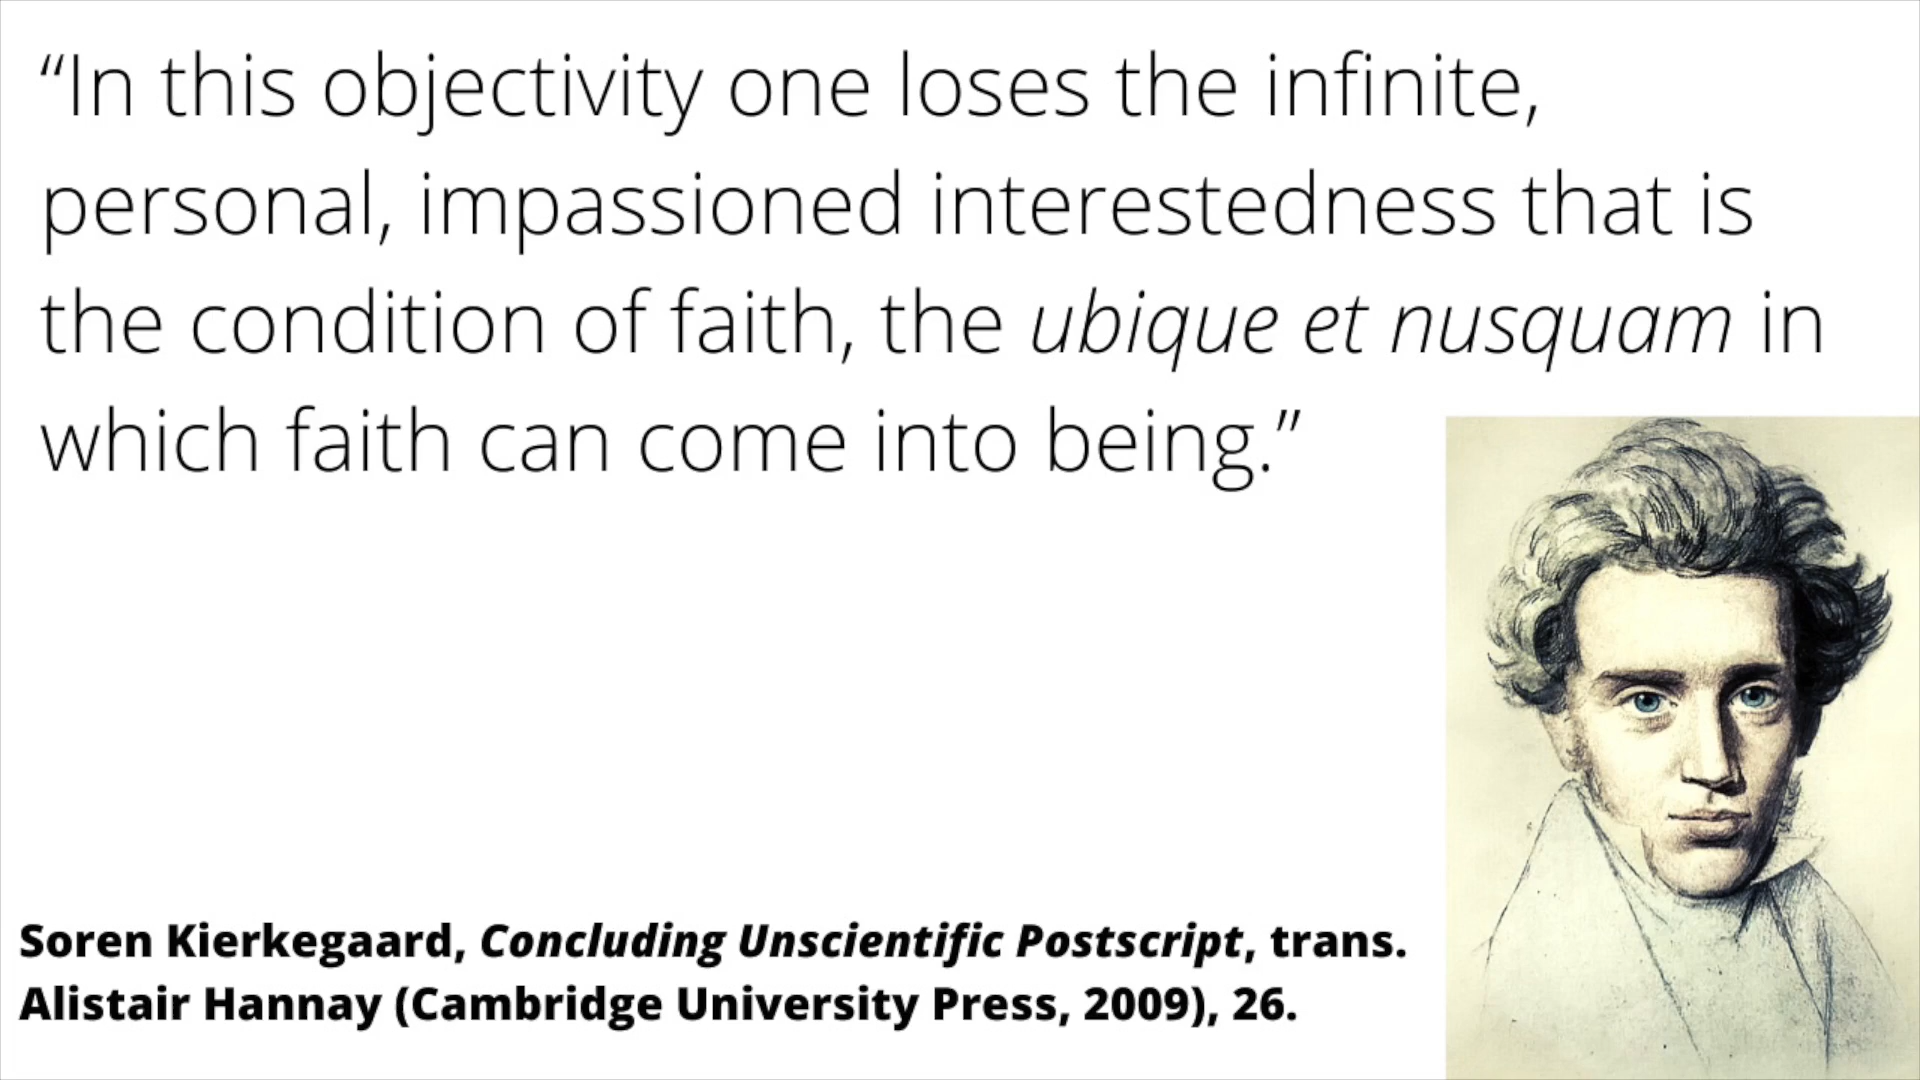 “In this objectivity one loses the infinite,
personal, impassioned interestedness that is
the condition of faith, the ubique et nusquam in
which faith can come into being.”
Soren Kierkegaard, Concluding Unscientific Postscript, trans.
Alistair Hannay (Cambridge University Press, 2009), 26.